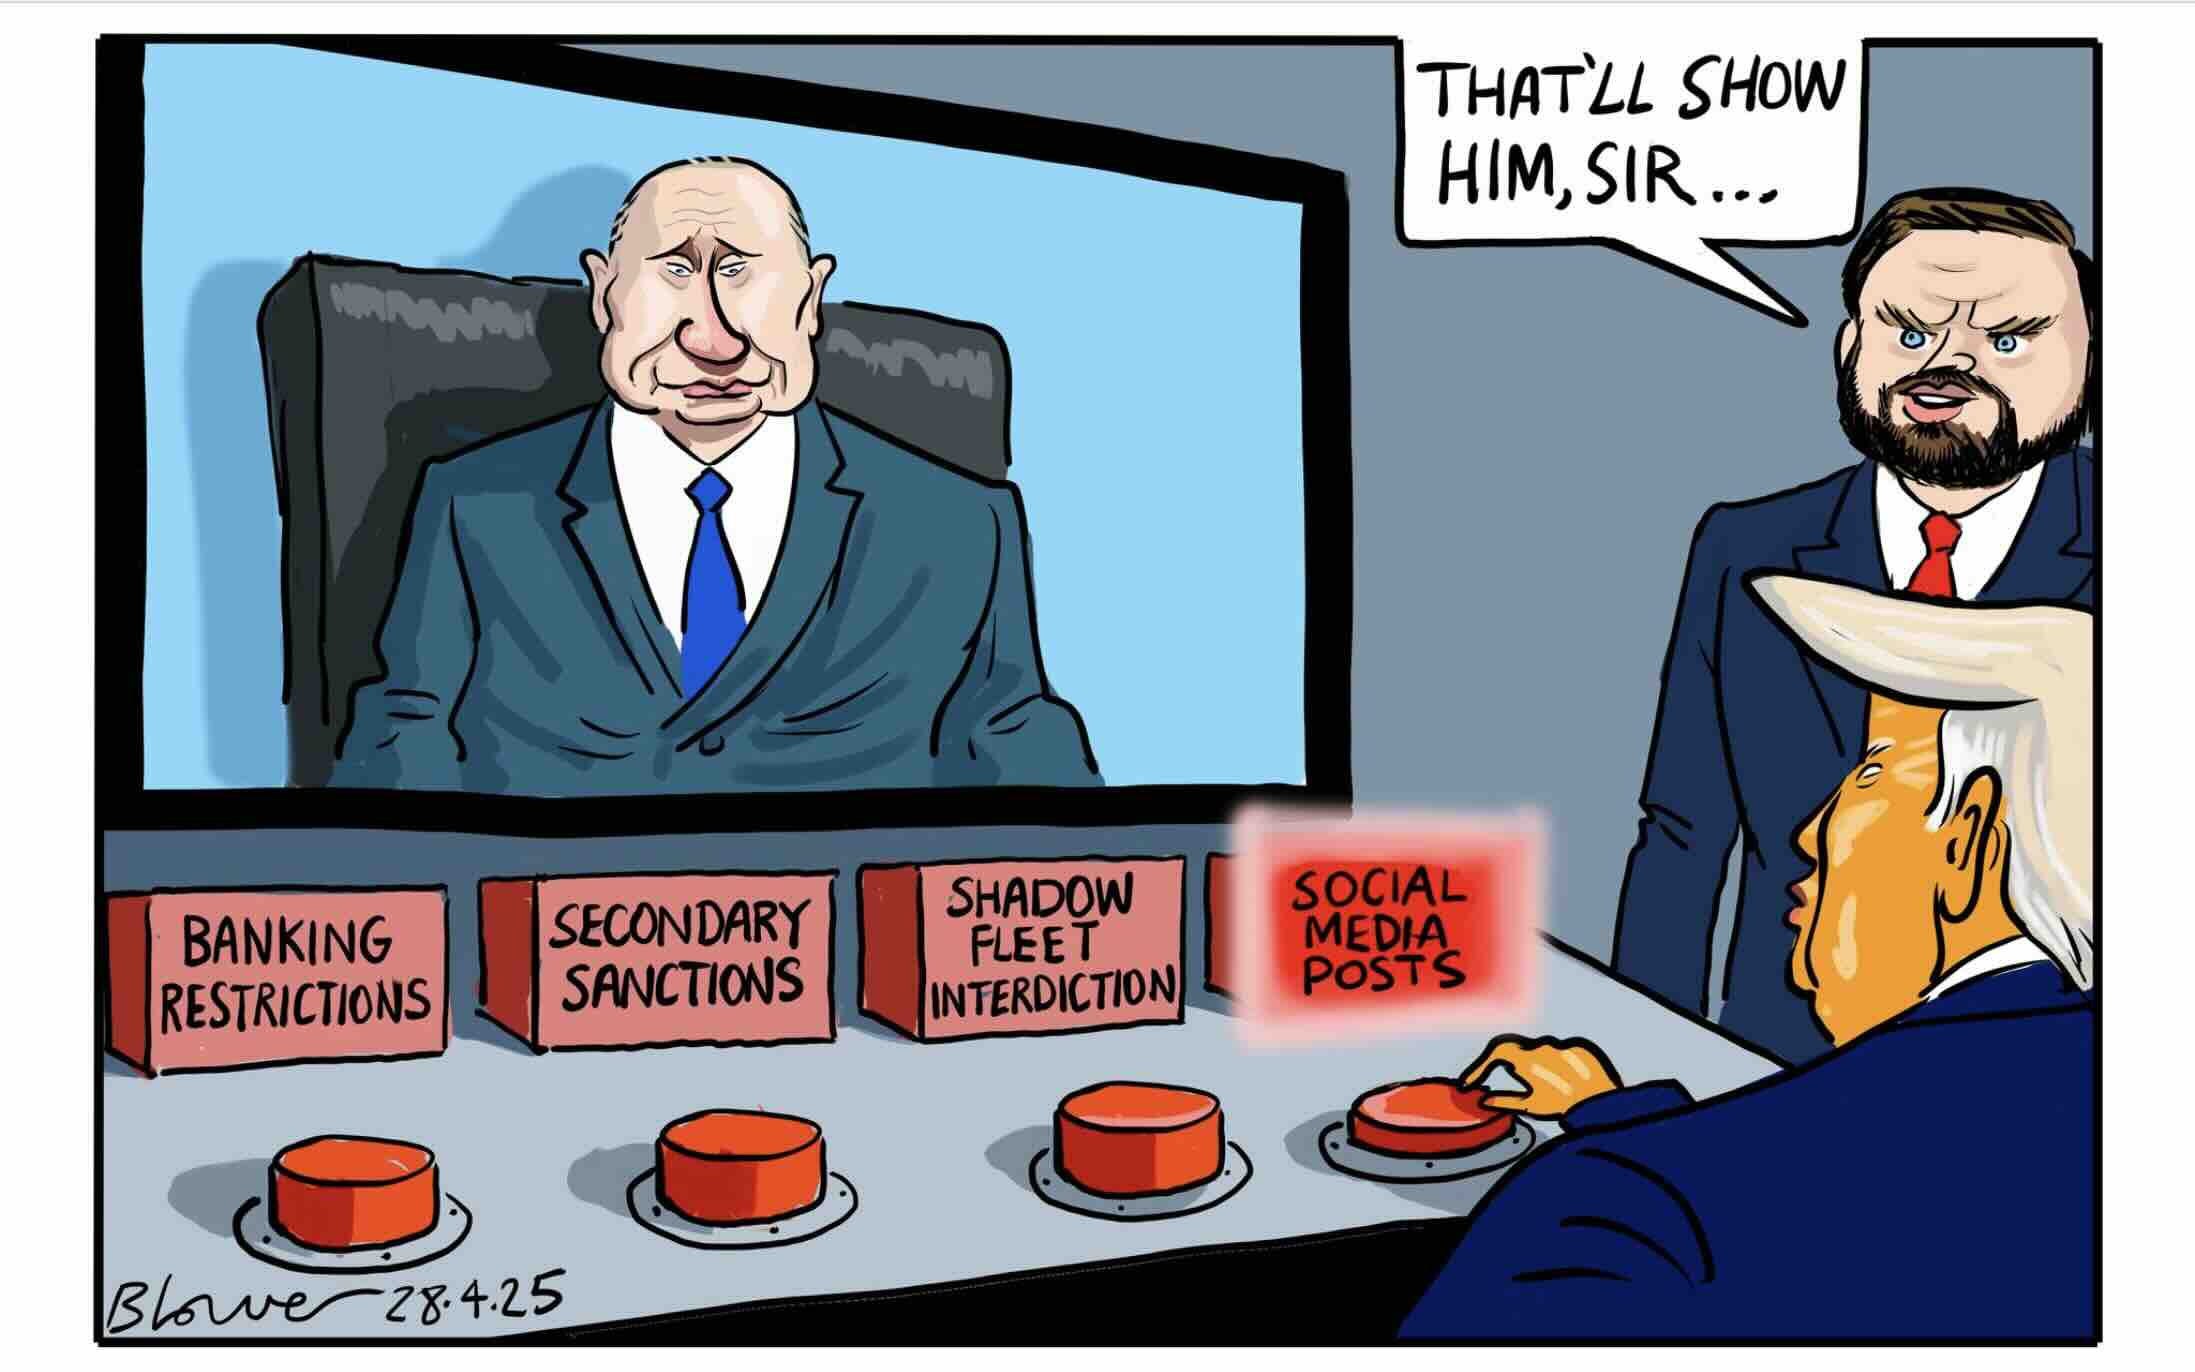 THAT'LL SHOW
HIM, SIR...
BANKING
RESTRICTIONS
SECONDARY
SANCTIONS
SHADOW
FLEET
INTERDICTION
SOCIAL
MEDIA
POSTS
Blower 28.4.25